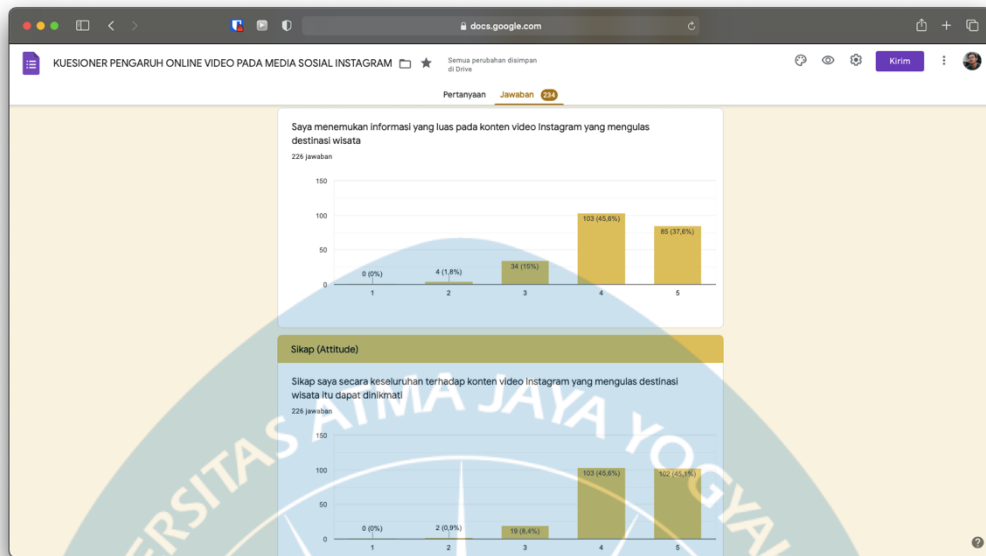 docs.google.com
KUESIONER PENGARUH ONLINE VIDEO PADA MEDIA SOSIAL INSTAGRAM
Semua perubahan disimpan
di Drive
Kirim
Pertanyaan Jawaban 234
Saya menemukan informasi yang luas pada konten video Instagram yang mengulas
destinasi wisata
226 jawaban
150
100
50
0
0 (0%) 4 (1,8%) 34 (15%) 103 (45,6%) 85 (37,6%)
1 2 3 4 5
Sikap (Attitude)
Sikap saya secara keseluruhan terhadap konten video Instagram yang mengulas destinasi
wisata itu dapat dinikmati
226 jawaban
150
100
50
0
0 (0%) 2 (0,9%) 19 (8,4%) 103 (45,6%) 102 (45,1%)
1 2 3 4 5
ERSITAS ATMA JAYA YOGYA